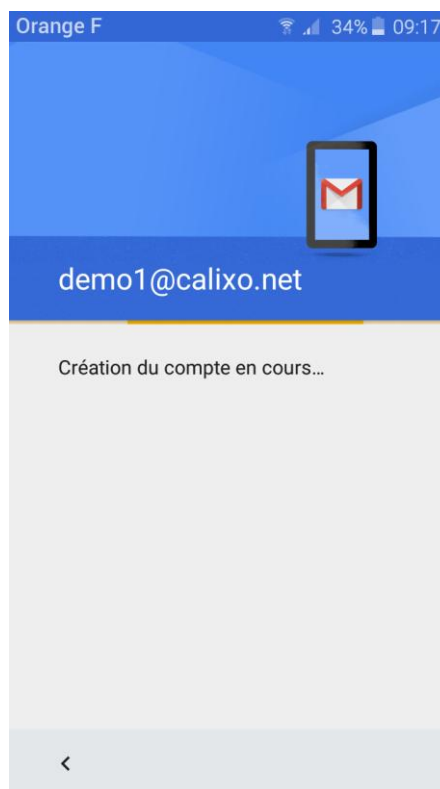 Orange F 34% 09:17
demo1@calixo.net
Création du compte en cours...